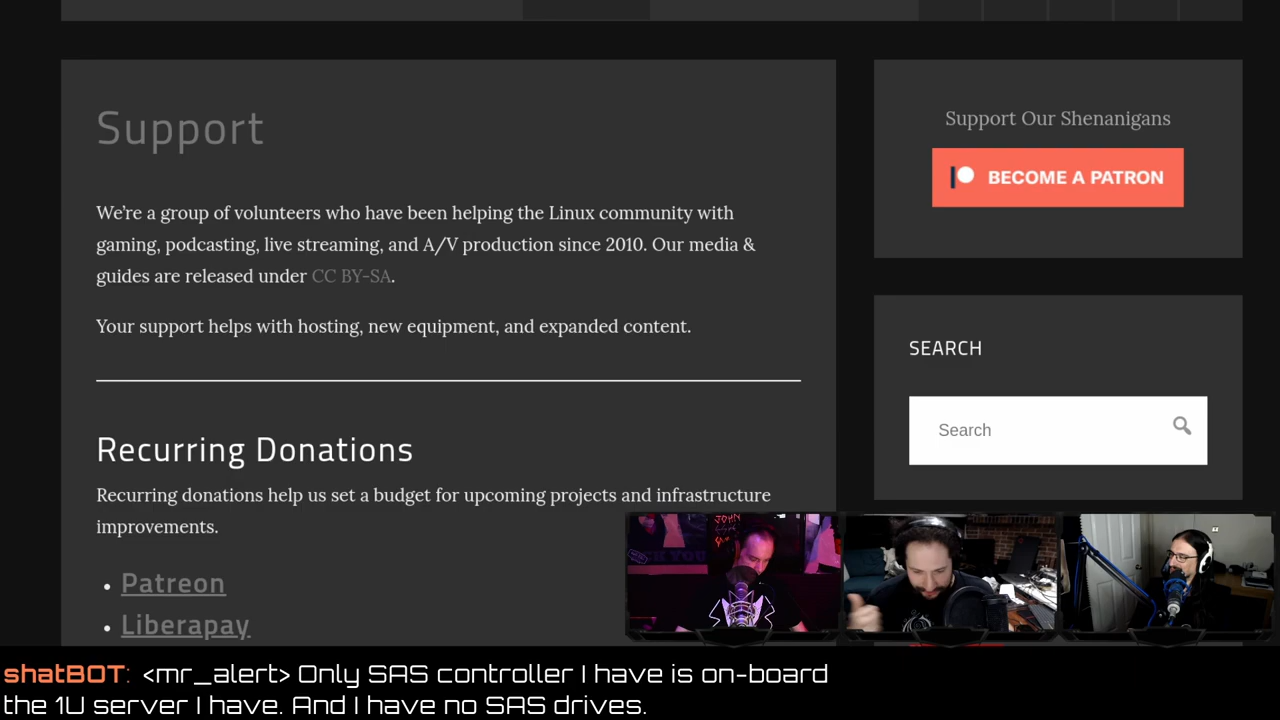 Support
We're a group of volunteers who have been helping the Linux community with
gaming, podcasting, live streaming, and A/V production since 2010. Our media &
guides are released under CC BY-SA.
Your support helps with hosting, new equipment, and expanded content.
Recurring Donations
Recurring donations help us set a budget for upcoming projects and infrastructure
improvements.
• Patreon
• Liberapay
Support Our Shenanigans
BECOME A PATRON
SEARCH
Search
JOHN
shatBOT: <mr_alert> Only SAS controller I have is on-board
the 1U server I have. And I have no SAS drives.